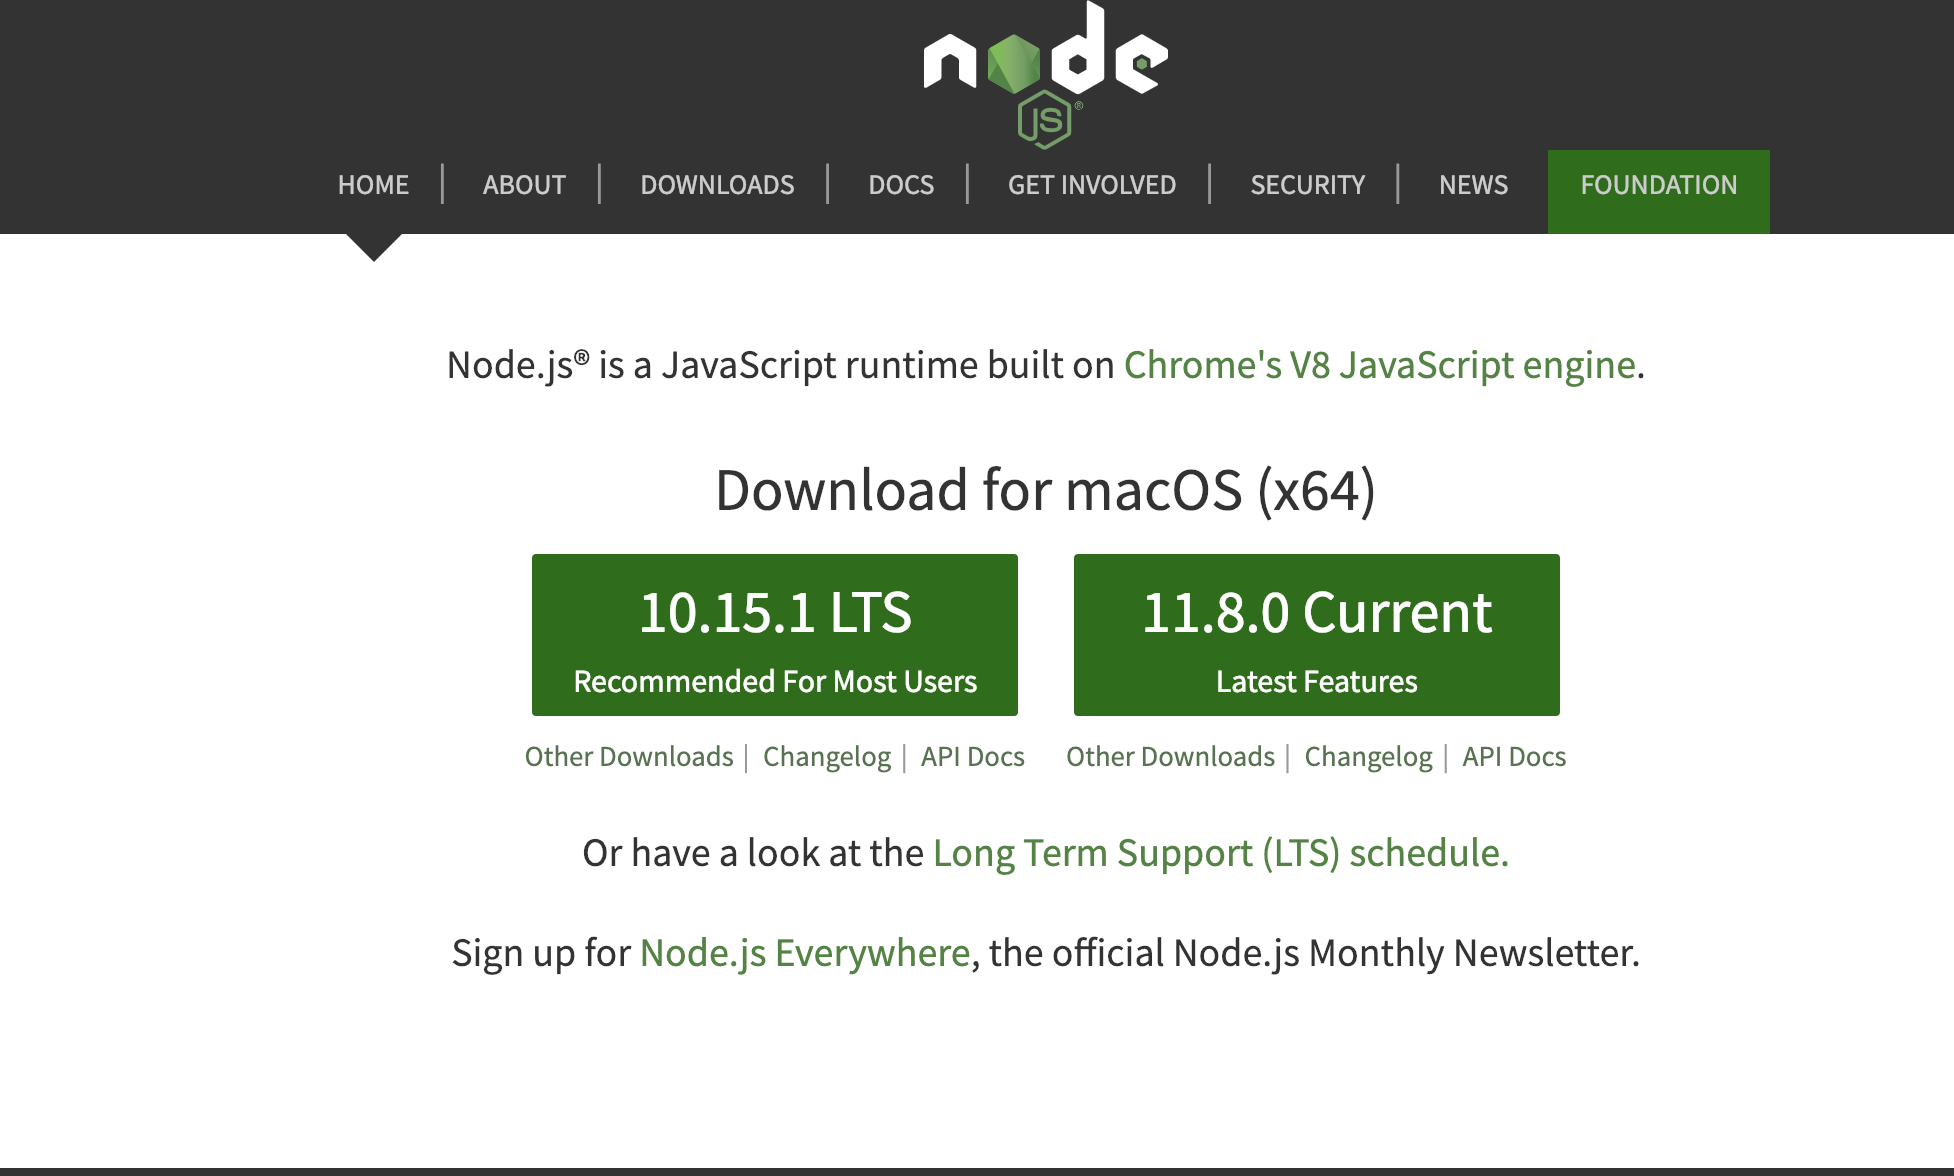 node
JS®
HOME | ABOUT | DOWNLOADS | DOCS | GET INVOLVED | SECURITY | NEWS FOUNDATION
Node.js® is a JavaScript runtime built on Chrome's V8 JavaScript engine.
Download for macOS (x64)
10.15.1 LTS
Recommended For Most Users
11.8.0 Current
Latest Features
Other Downloads | Changelog | API Docs
Other Downloads | Changelog | API Docs
Or have a look at the Long Term Support (LTS) schedule.
Sign up for Node.js Everywhere, the official Node.js Monthly Newsletter.